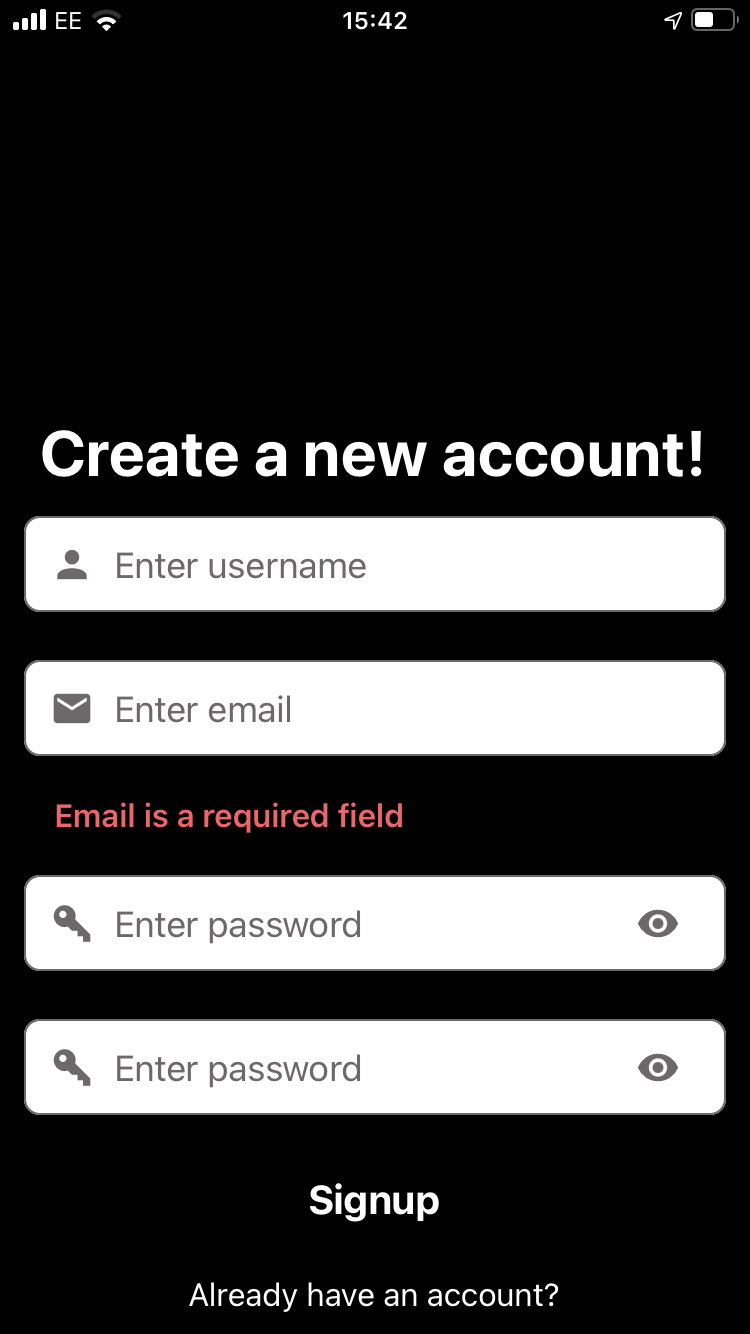 EE 15:42
Create a new account!
Enter username
Enter email
Email is a required field
Enter password
Enter password
Signup
Already have an account?